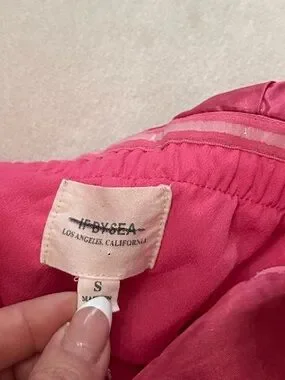 IF BY SEA
LOS ANGELES, CALIFORNIA
S